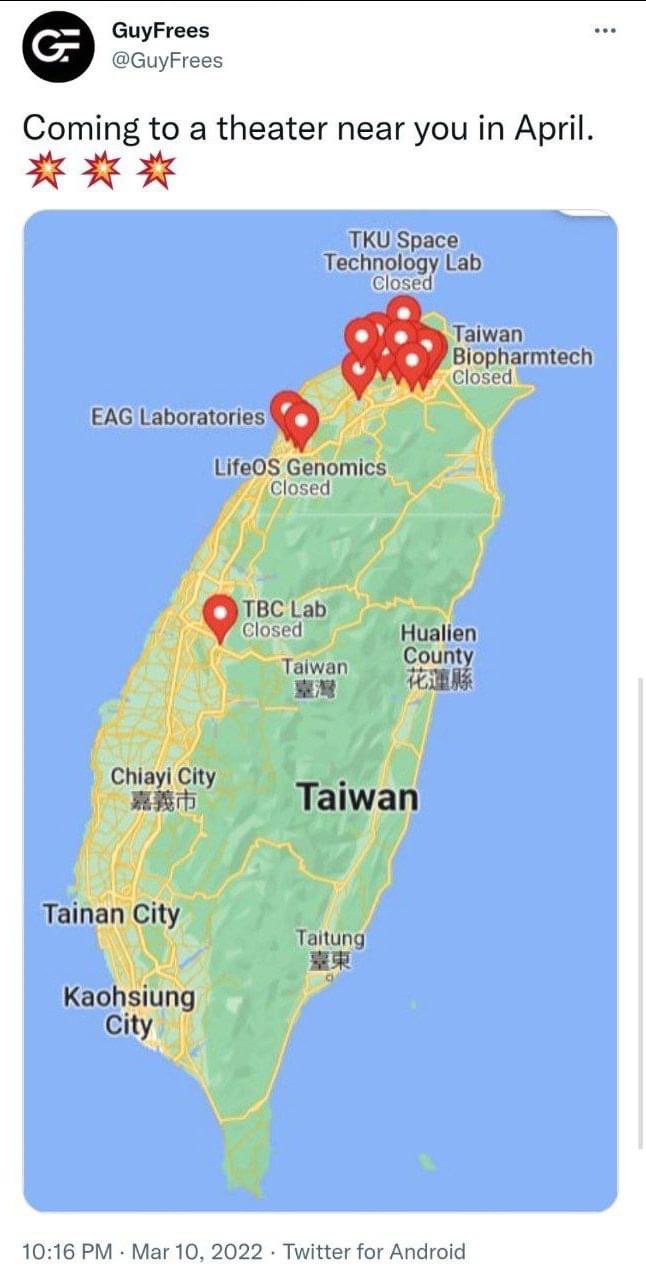 GuyFrees
@GuyFrees
Coming to a theater near you in April.
💥 💥 💥
TKU Space
Technology Lab
Closed
Taiwan
Biopharmtech
Closed
EAG Laboratories
LifeOS Genomics
Closed
TBC Lab
Closed
Hualien
County
花蓮縣
Taiwan
臺灣
Chiayi City
嘉義市
Taiwan
Tainan City
Taitung
臺東
Kaohsiung
City
10:16 PM · Mar 10, 2022 · Twitter for Android